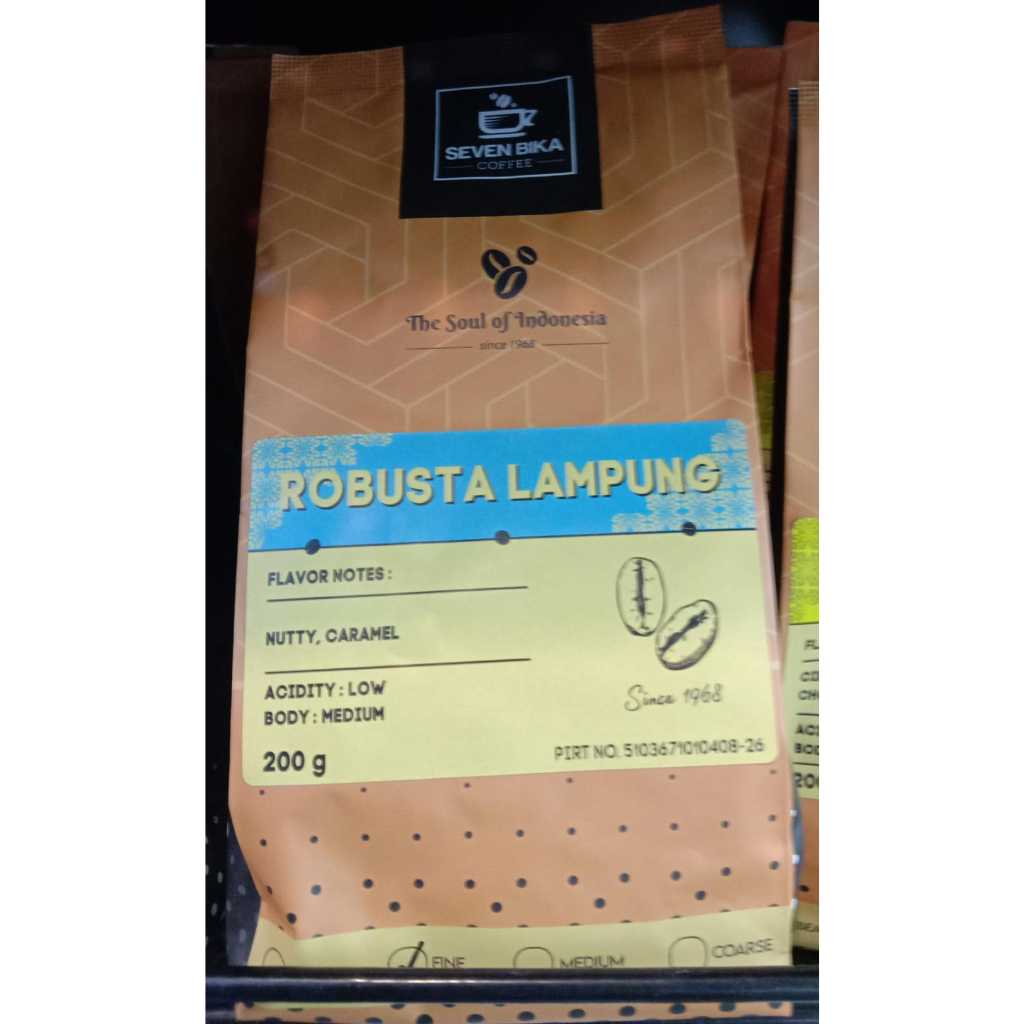 SEVEN BIKA
COFFEE
The Soul of Indonesia
since 1968
ROBUSTA LAMPUNG
FLAVOR NOTES :
NUTTY, CARAMEL
ACIDITY : LOW
BODY : MEDIUM
200 g
Since 1968
PIRT NO. 5103671010408-26
FINE
MEDIUM
COARSE